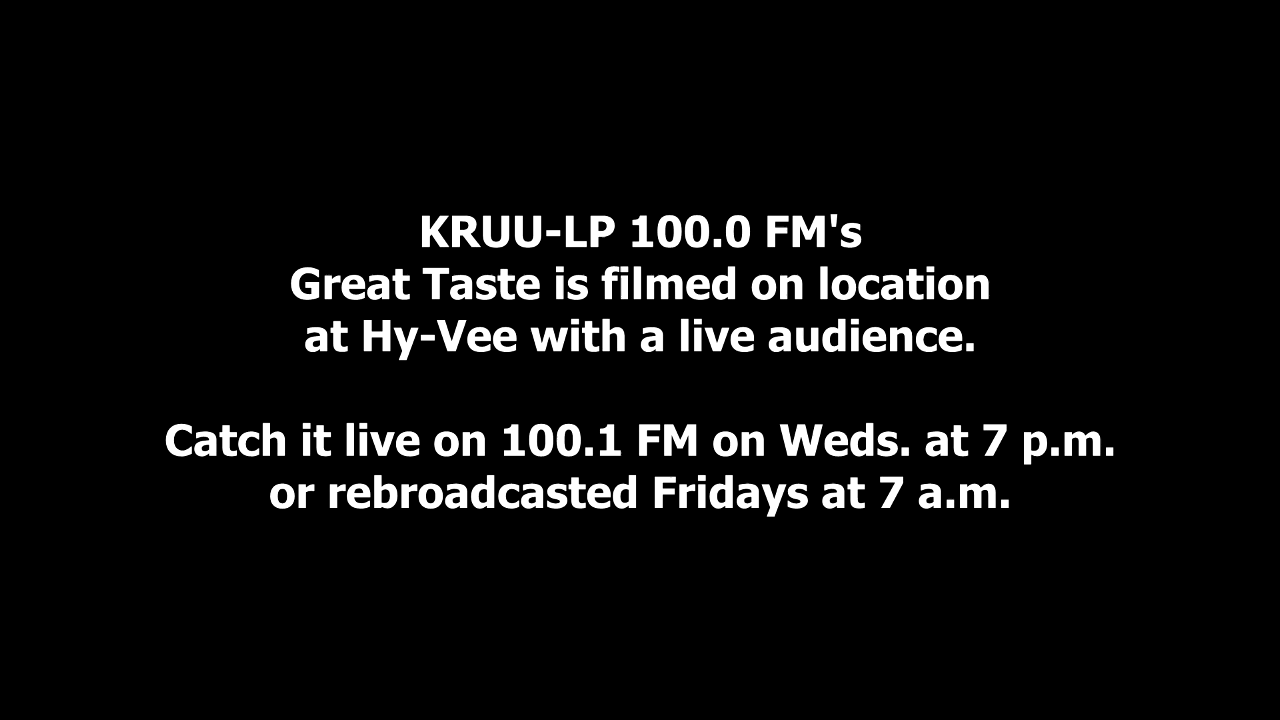 KRUU-LP 100.0 FM's
Great Taste is filmed on location
at Hy-Vee with a live audience.
Catch it live on 100.1 FM on Weds. at 7 p.m.
or rebroadcasted Fridays at 7 a.m.